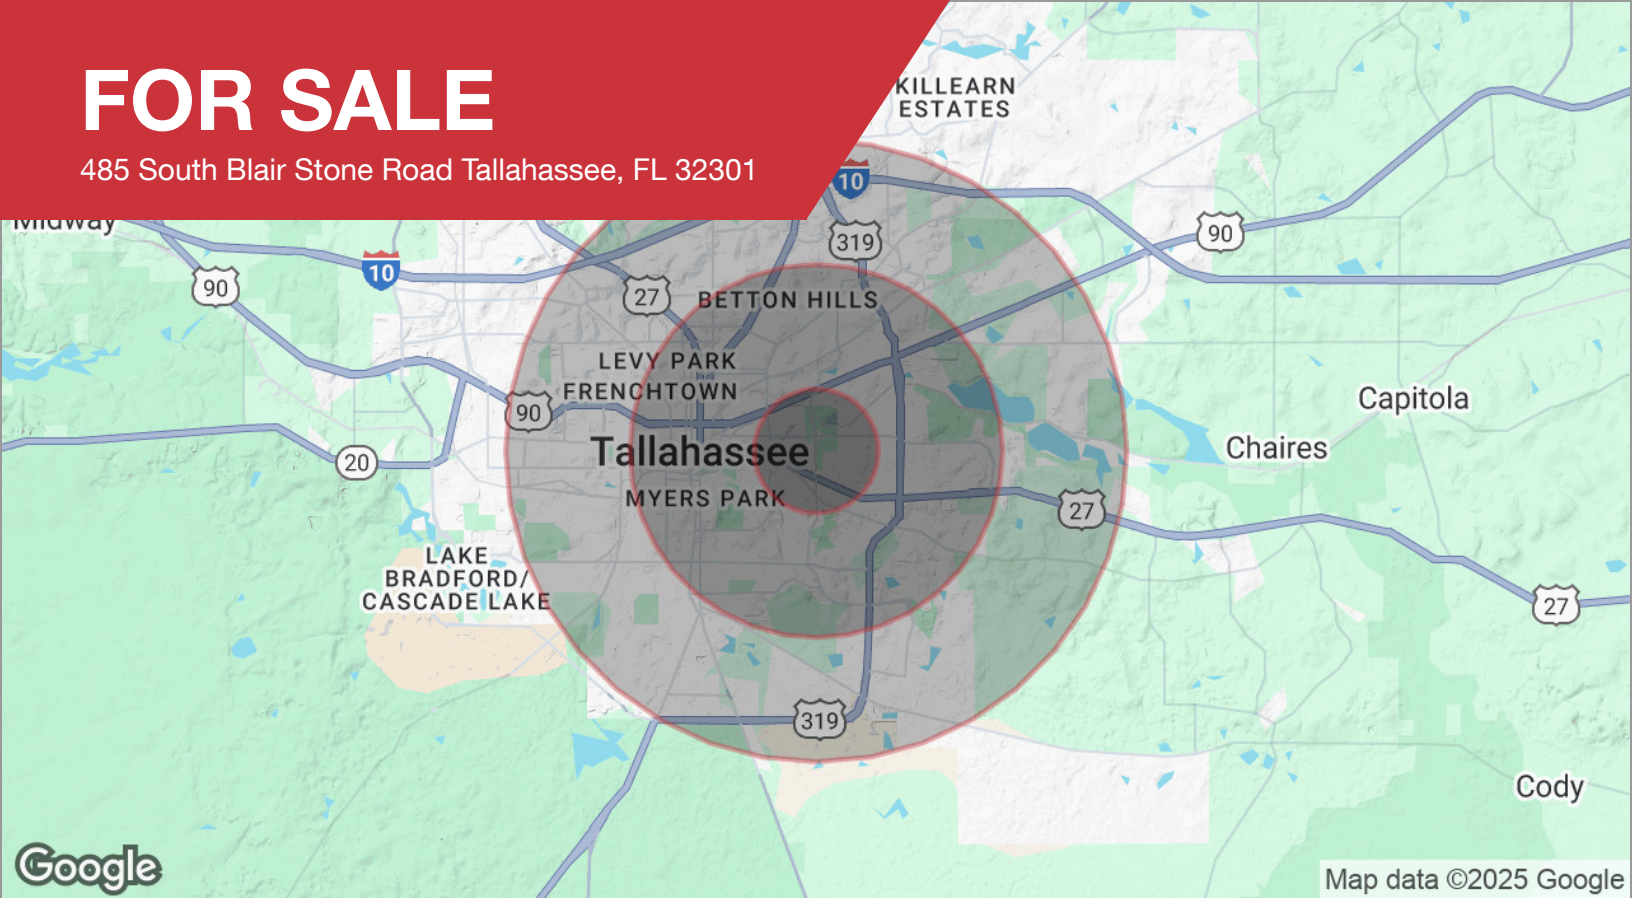 FOR SALE
485 South Blair Stone Road Tallahassee, FL 32301
KILLEARN
ESTATES
10
Midway
319
90
10
90
27
BETTON HILLS
LEVY PARK
FRENCHTOWN
90
Capitola
Tallahassee
Chaires
20
MYERS PARK
27
LAKE
BRADFORD/
CASCADE LAKE
27
319
Cody
Google
Map data ©2025 Google